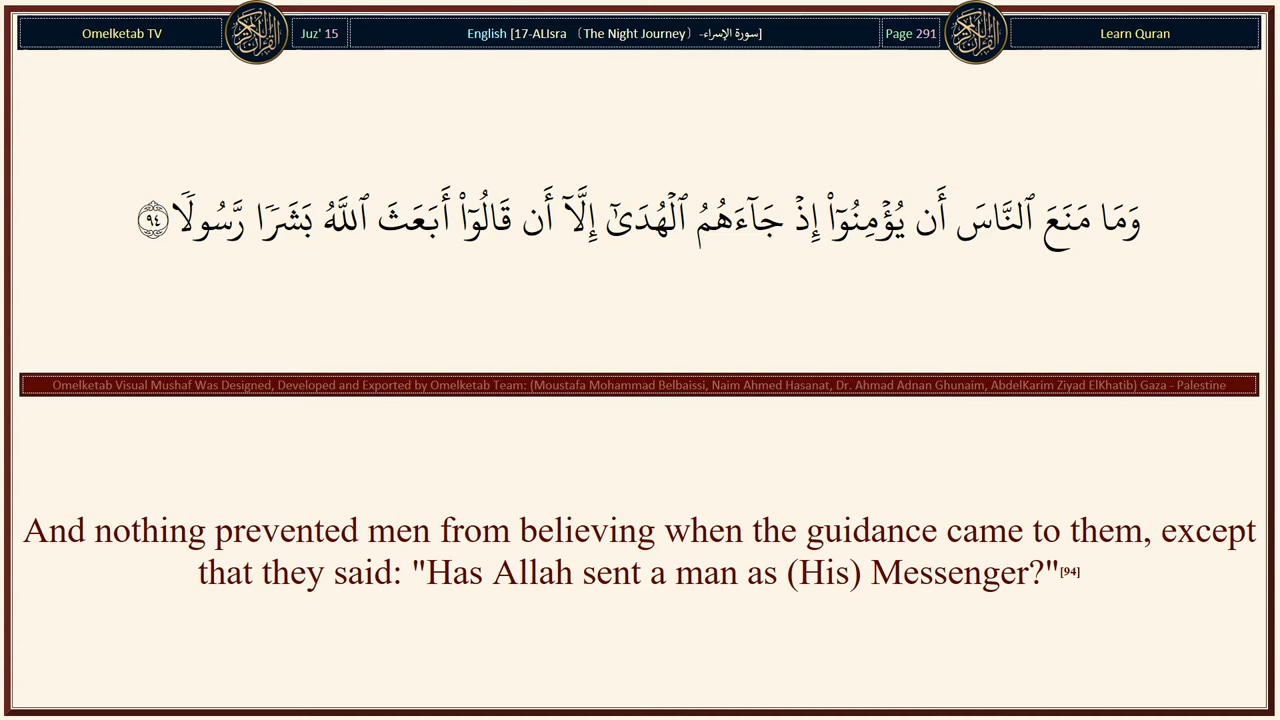 Omelketab TV
Juz' 15
English [17-ALIsra 〔The Night Journey〕 -سورة الإسراء]
Page 291
Learn Quran
وَمَا مَنَعَ ٱلنَّاسَ أَن يُؤۡمِنُوٓاْ إِذۡ جَآءَهُمُ ٱلۡهُدَىٰٓ إِلَّآ أَن قَالُوٓاْ أَبَعَثَ ٱللَّهُ بَشَرٗا رَّسُولٗا ٩٤
Omelketab Visual Mushaf Was Designed, Developed and Exported by Omelketab Team: (Moustafa Mohammad Belbaissi, Naim Ahmed Hasanat, Dr. Ahmad Adnan Ghunaim, AbdelKarim Ziyad ElKhatib) Gaza - Palestine
And nothing prevented men from believing when the guidance came to them, except
that they said: "Has Allah sent a man as (His) Messenger?"[94]